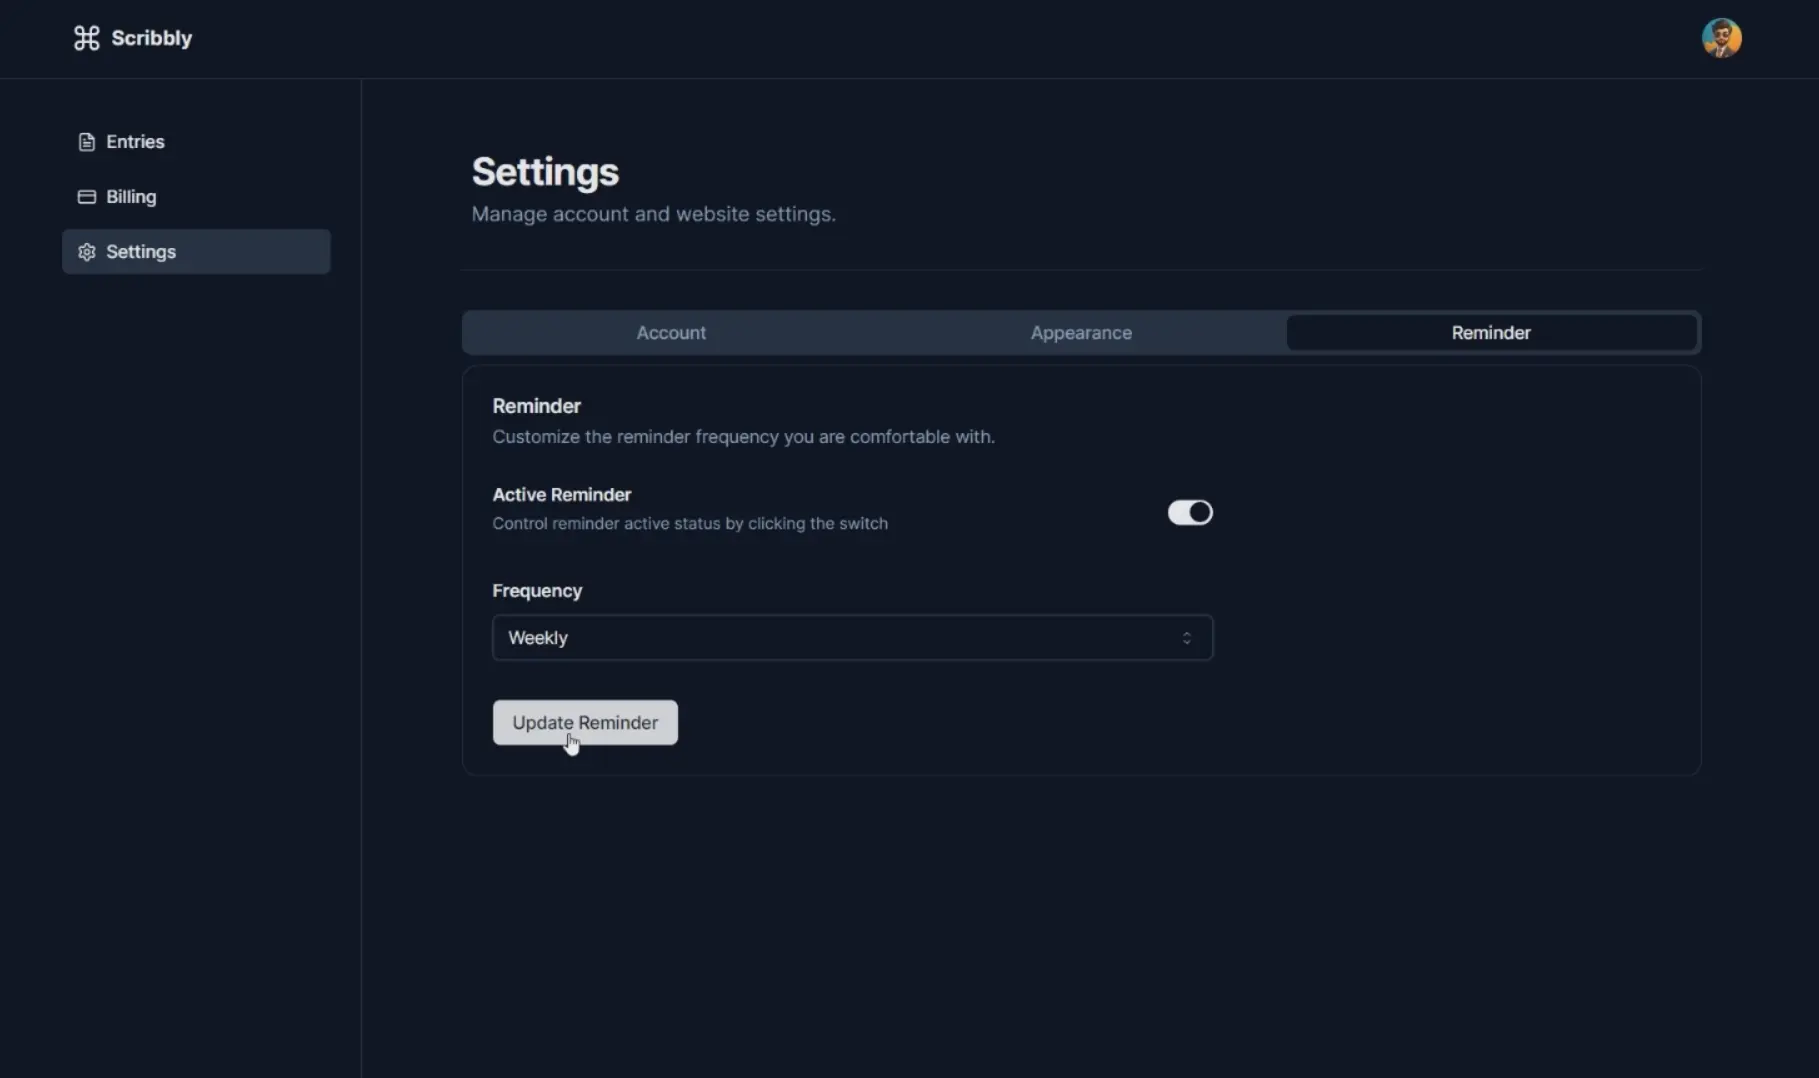 Scribbly
Entries
Billing
Settings
Settings
Manage account and website settings.
Account
Appearance
Reminder
Reminder
Customize the reminder frequency you are comfortable with.
Active Reminder
Control reminder active status by clicking the switch
Frequency
Weekly
Update Reminder